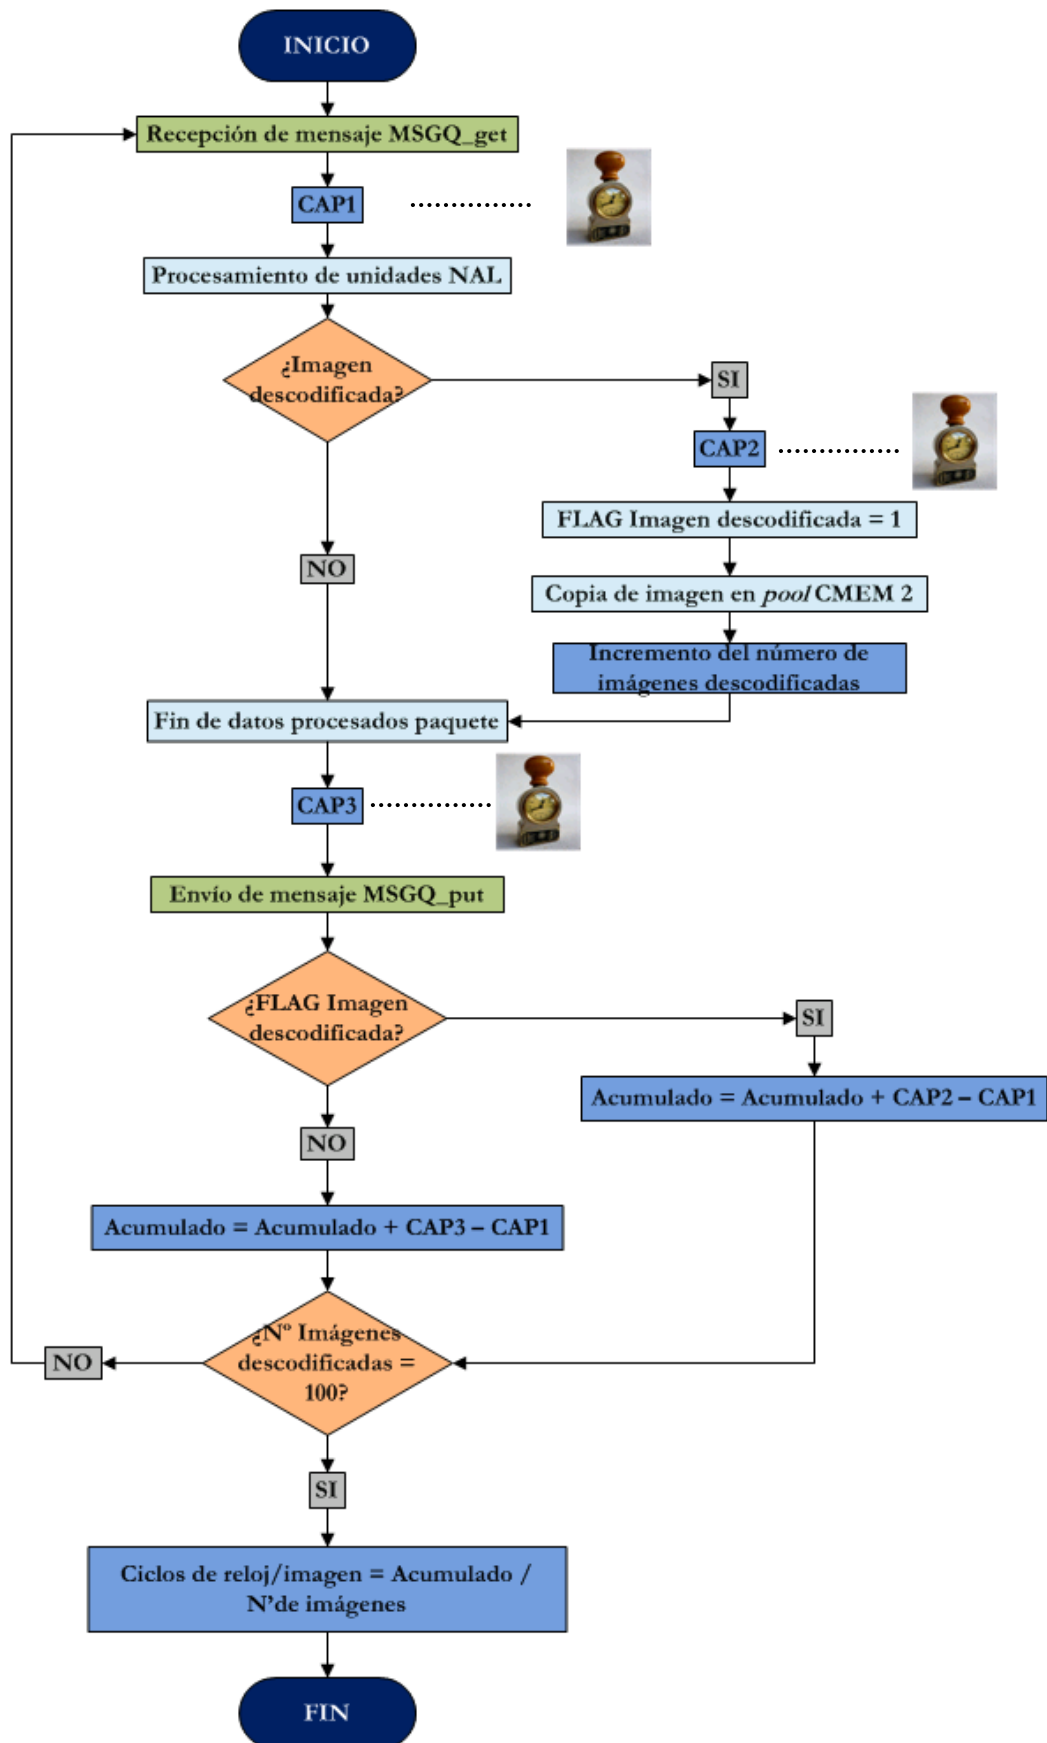 INICIO
Recepción de mensaje MSGQ_get
CAP1
Procesamiento de unidades NAL
¿Imagen
descodificada?
SI
CAP2
FLAG Imagen descodificada = 1
NO
Copia de imagen en pool CMEM 2
Incremento del número de
imágenes descodificadas
Fin de datos procesados paquete
CAP3
Envío de mensaje MSGQ_put
¿FLAG Imagen
descodificada?
SI
Acumulado = Acumulado + CAP2 – CAP1
NO
Acumulado = Acumulado + CAP3 – CAP1
¿Nº Imágenes
descodificadas =
100?
NO
SI
Ciclos de reloj/imagen = Acumulado /
N’de imágenes
FIN